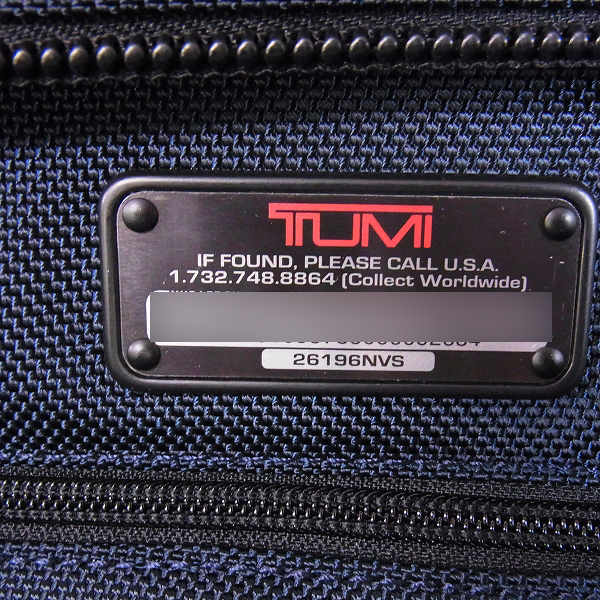 TUMI
IF FOUND, PLEASE CALL U.S.A.
1.732.748.8864 (Collect Worldwide)
26196NVS